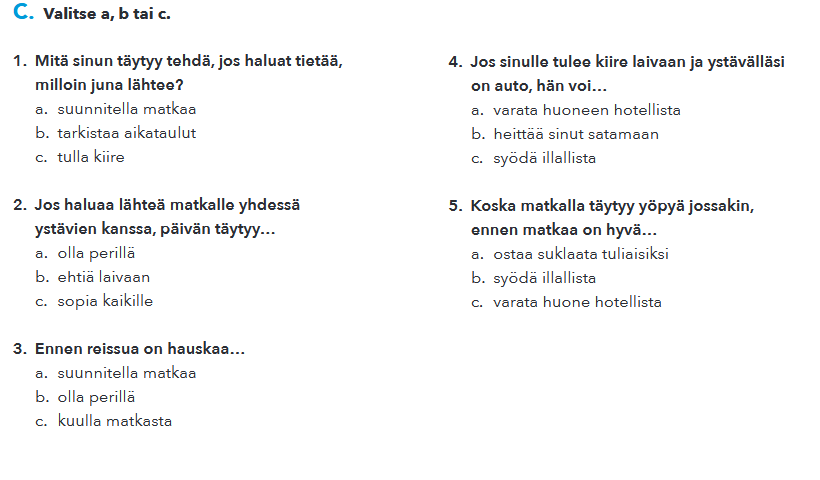 C. Valitse a, b tai c.
1. Mitä sinun täytyy tehdä, jos haluat tietää,
milloin juna lähtee?
a. suunnitella matkaa
b. tarkistaa aikataulut
c. tulla kiire
2. Jos haluaa lähteä matkalle yhdessä
ystävien kanssa, päivän täytyy…
a. olla perillä
b. ehtiä laivaan
c. sopia kaikille
3. Ennen reissua on hauskaa…
a. suunnitella matkaa
b. olla perillä
c. kuulla matkasta
4. Jos sinulle tulee kiire laivaan ja ystävälläsi
on auto, hän voi…
a. varata huoneen hotellista
b. heittää sinut satamaan
c. syödä illallista
5. Koska matkalla täytyy yöpyä jossakin,
ennen matkaa on hyvä…
a. ostaa suklaata tuliaisiksi
b. syödä illallista
c. varata huone hotellista